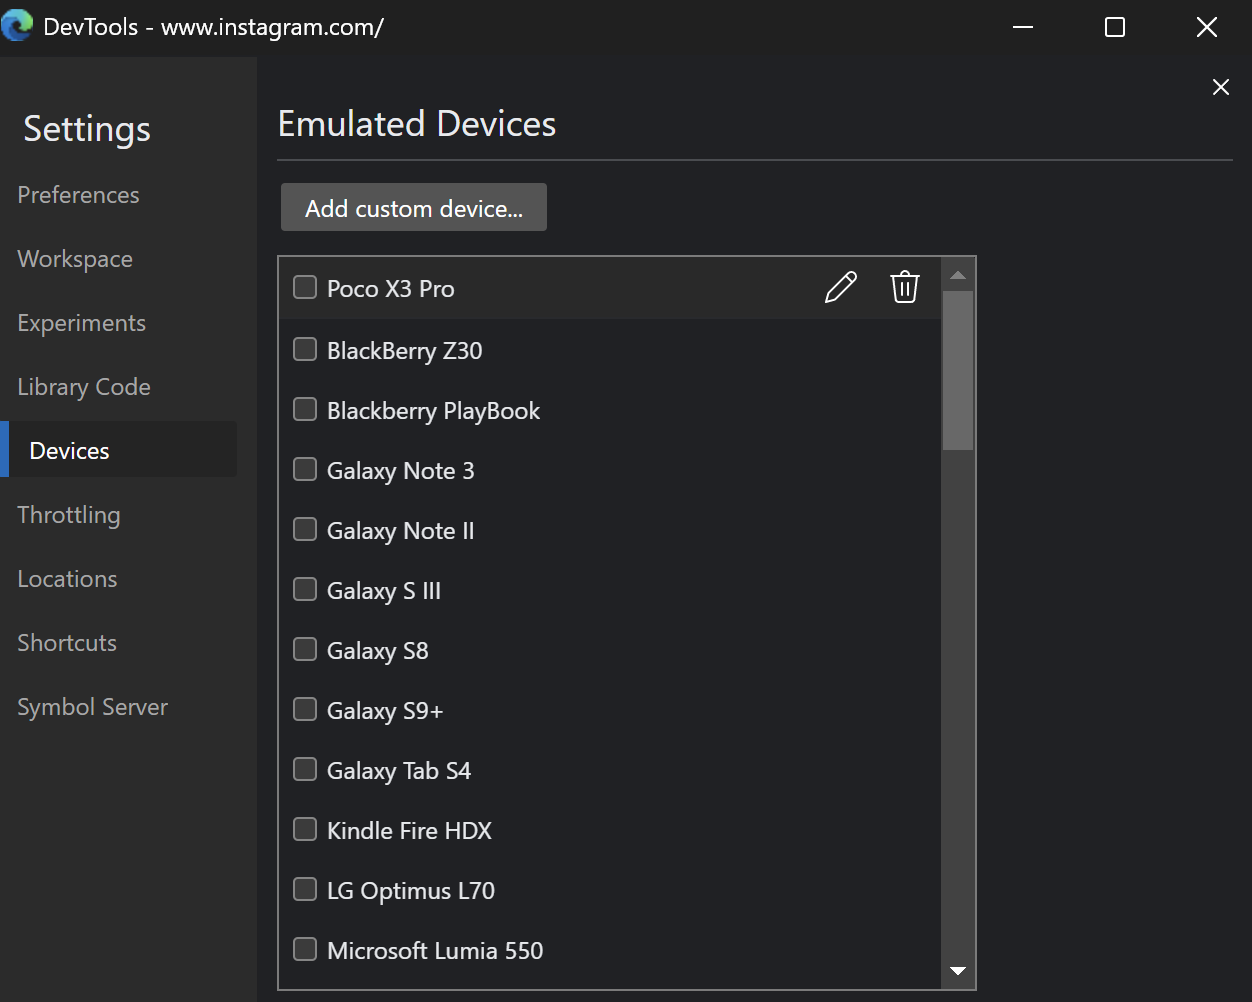 DevTools - www.instagram.com/
Settings
Preferences
Workspace
Experiments
Library Code
Devices
Throttling
Locations
Shortcuts
Symbol Server
Emulated Devices
Add custom device...
Poco X3 Pro
BlackBerry Z30
Blackberry PlayBook
Galaxy Note 3
Galaxy Note II
Galaxy S III
Galaxy S8
Galaxy S9+
Galaxy Tab S4
Kindle Fire HDX
LG Optimus L70
Microsoft Lumia 550